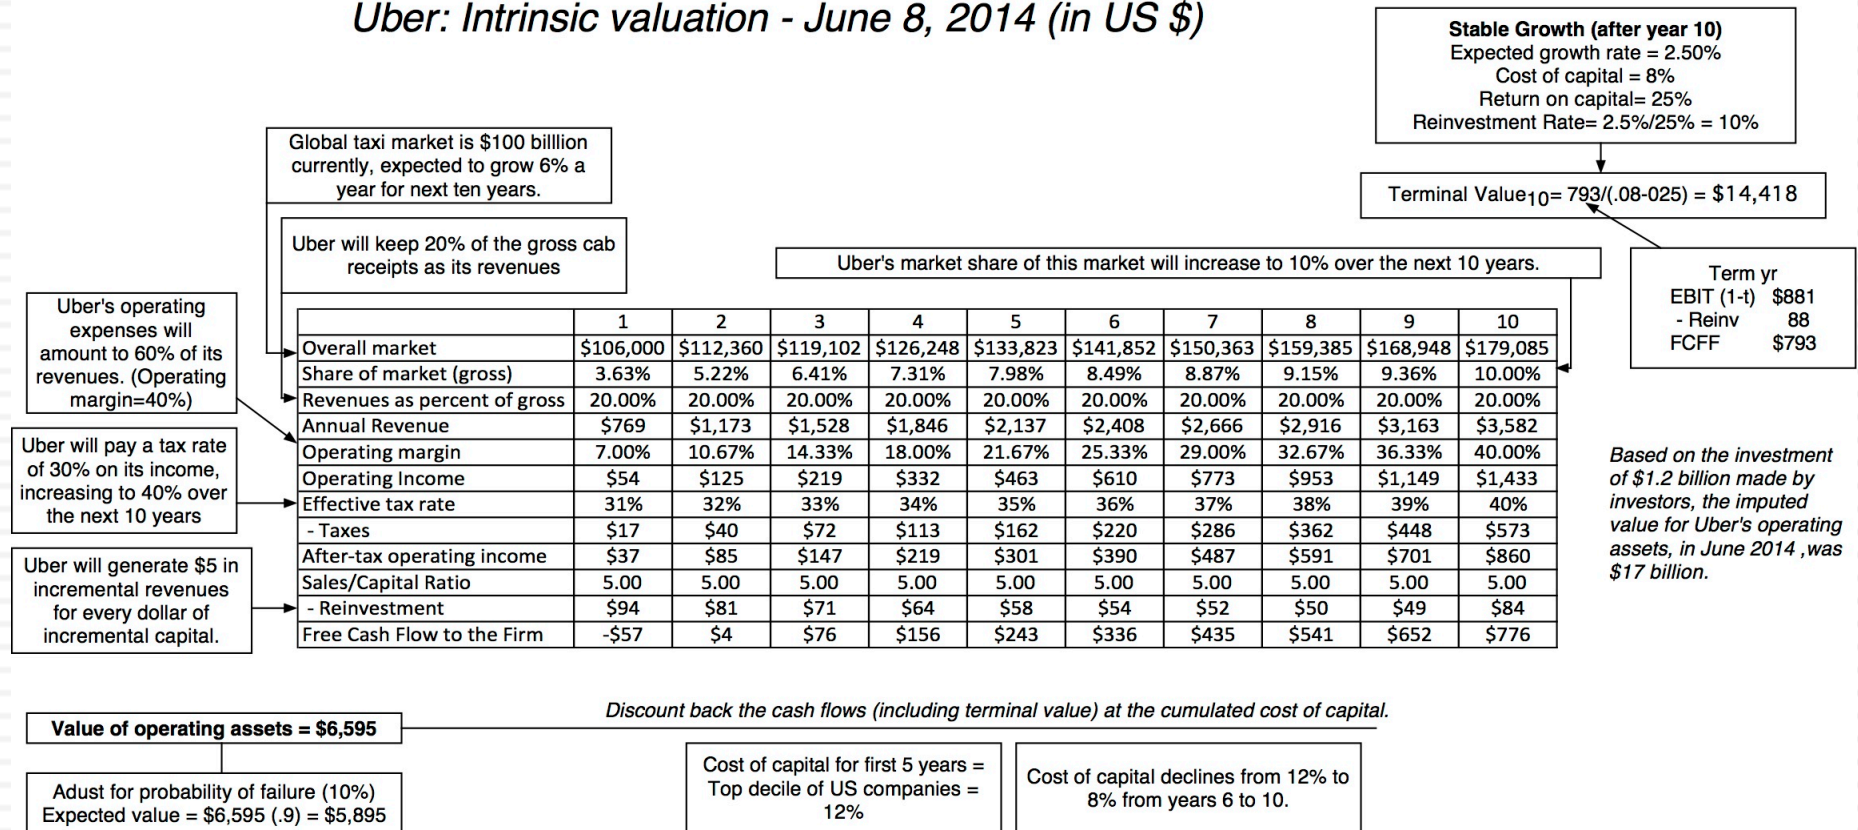 Uber: Intrinsic valuation - June 8, 2014 (in US $)
Stable Growth (after year 10)
Expected growth rate = 2.50%
Cost of capital = 8%
Return on capital= 25%
Reinvestment Rate= 2.5%/25% = 10%
Global taxi market is $100 billlion
currently, expected to grow 6% a
year for next ten years.
Terminal Value10= 793/(.08-025) = $14,418
Uber will keep 20% of the gross cab
receipts as its revenues
Uber's market share of this market will increase to 10% over the next 10 years.
Term yr
EBIT (1-t) $881
- Reinv 88
FCFF $793
Uber's operating
expenses will
amount to 60% of its
revenues. (Operating
margin=40%)
Uber will pay a tax rate
of 30% on its income,
increasing to 40% over
the next 10 years
Uber will generate $5 in
incremental revenues
for every dollar of
incremental capital.
1 2 3 4 5 6 7 8 9 10
Overall market $106,000 $112,360 $119,102 $126,248 $133,823 $141,852 $150,363 $159,385 $168,948 $179,085
Share of market (gross) 3.63% 5.22% 6.41% 7.31% 7.98% 8.49% 8.87% 9.15% 9.36% 10.00%
Revenues as percent of gross 20.00% 20.00% 20.00% 20.00% 20.00% 20.00% 20.00% 20.00% 20.00% 20.00%
Annual Revenue $769 $1,173 $1,528 $1,846 $2,137 $2,408 $2,666 $2,916 $3,163 $3,582
Operating margin 7.00% 10.67% 14.33% 18.00% 21.67% 25.33% 29.00% 32.67% 36.33% 40.00%
Operating Income $54 $125 $219 $332 $463 $610 $773 $953 $1,149 $1,433
Effective tax rate 31% 32% 33% 34% 35% 36% 37% 38% 39% 40%
- Taxes $17 $40 $72 $113 $162 $220 $286 $362 $448 $573
After-tax operating income $37 $85 $147 $219 $301 $390 $487 $591 $701 $860
Sales/Capital Ratio 5.00 5.00 5.00 5.00 5.00 5.00 5.00 5.00 5.00 5.00
- Reinvestment $94 $81 $71 $64 $58 $54 $52 $50 $49 $84
Free Cash Flow to the Firm -$57 $4 $76 $156 $243 $336 $435 $541 $652 $776
Based on the investment
of $1.2 billion made by
investors, the imputed
value for Uber's operating
assets, in June 2014 ,was
$17 billion.
Discount back the cash flows (including terminal value) at the cumulated cost of capital.
Value of operating assets = $6,595
Adust for probability of failure (10%)
Expected value = $6,595 (.9) = $5,895
Cost of capital for first 5 years =
Top decile of US companies =
12%
Cost of capital declines from 12% to
8% from years 6 to 10.